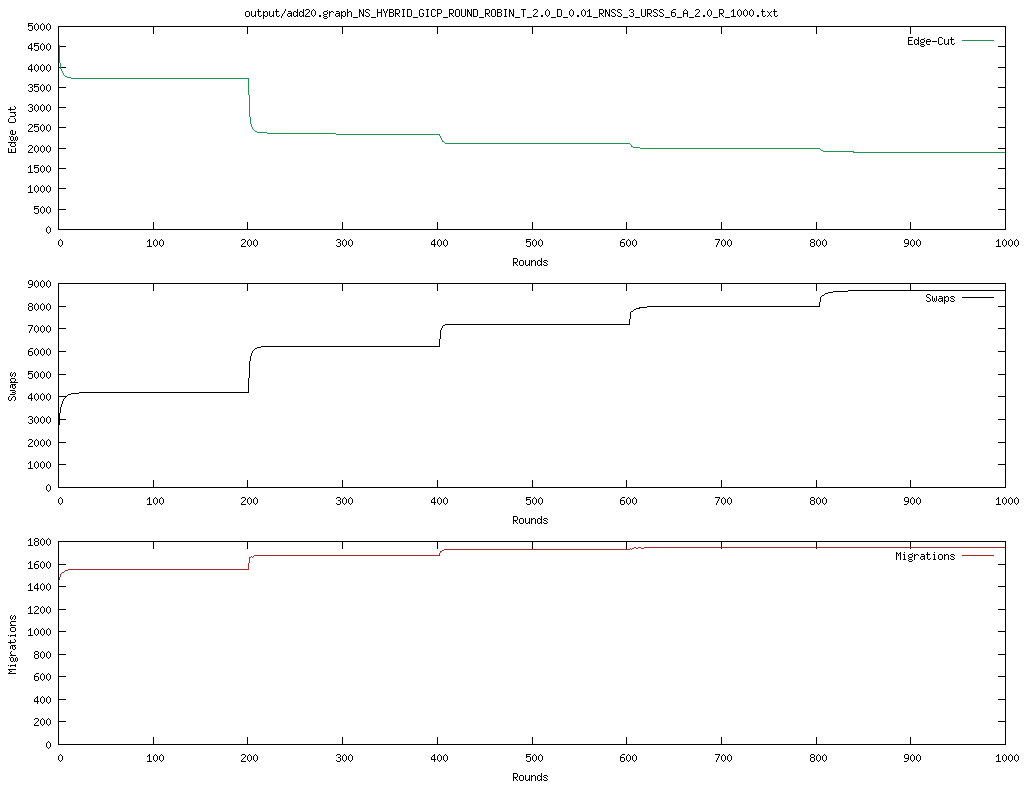 output/add20.graph_NS_HYBRID_GICP_ROUND_ROBIN_T_2.0_D_0.01_RNSS_3_URSS_6_A_2.0_R_1000.txt
5000
4500
4000
3500
3000
2500
2000
1500
1000
500
0
Edge Cut
Edge-Cut
0 100 200 300 400 500 600 700 800 900 1000
Rounds
9000
8000
7000
6000
5000
4000
3000
2000
1000
0
Swaps
Swaps
0 100 200 300 400 500 600 700 800 900 1000
Rounds
1800
1600
1400
1200
1000
800
600
400
200
0
Migrations
Migrations
0 100 200 300 400 500 600 700 800 900 1000
Rounds